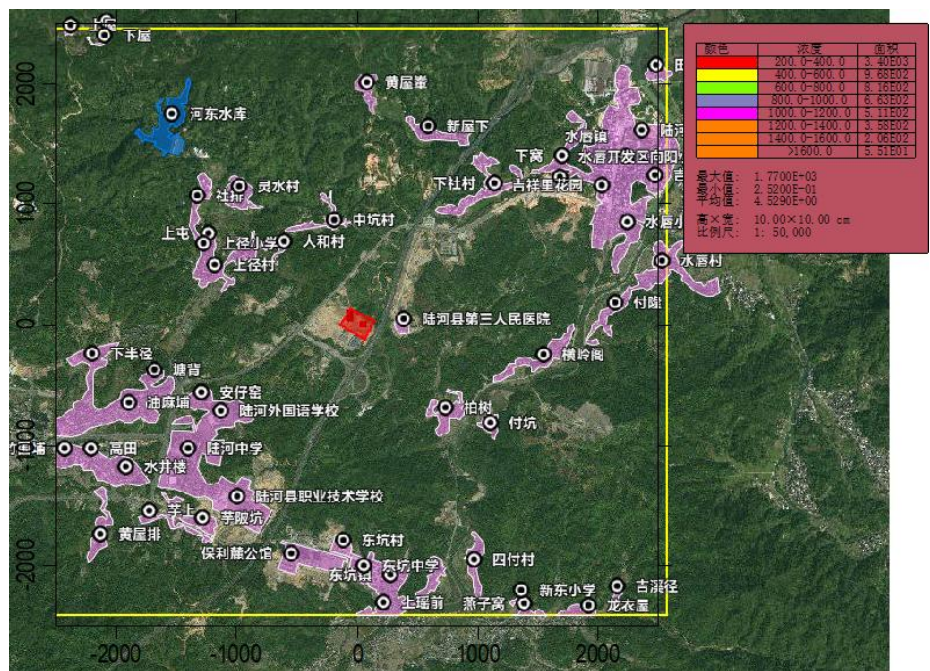 下屋
河东水库
黄屋輋
新屋下
水唇镇
下窝
水唇开发区向阳
下社村
吉祥里花园
灵水村
社排
中坑村
上屯
上径小学
人和村
上径村
水唇小
水唇村
付隆
陆河县第三人民医院
横岭阁
下半径
塘背
安仔窑
油麻埔
陆河外国语学校
柏树
付坑
高田
陆河中学
水井楼
陆河县职业技术学校
芋上
芋陂坑
黄屋排
东坑村
保利麓公馆
东坑镇
东坑中学
四付村
上瑶前
新东小学
燕子窝
吉溪径
龙衣屋
2000
1000
0
-1000
-2000
-2000
-1000
0
1000
2000
颜色 浓度 面积
200.0-400.0 3.40E03
400.0-600.0 9.68E02
600.0-800.0 8.16E02
800.0-1000.0 6.63E02
1000.0-1200.0 5.11E02
1200.0-1400.0 3.58E02
1400.0-1600.0 2.06E02
>1600.0 5.51E01
最大值: 1.7700E+03
最小值: 2.5200E-01
平均值: 4.5290E+00
高×宽: 10.00×10.00 cm
比例尺: 1: 50,000